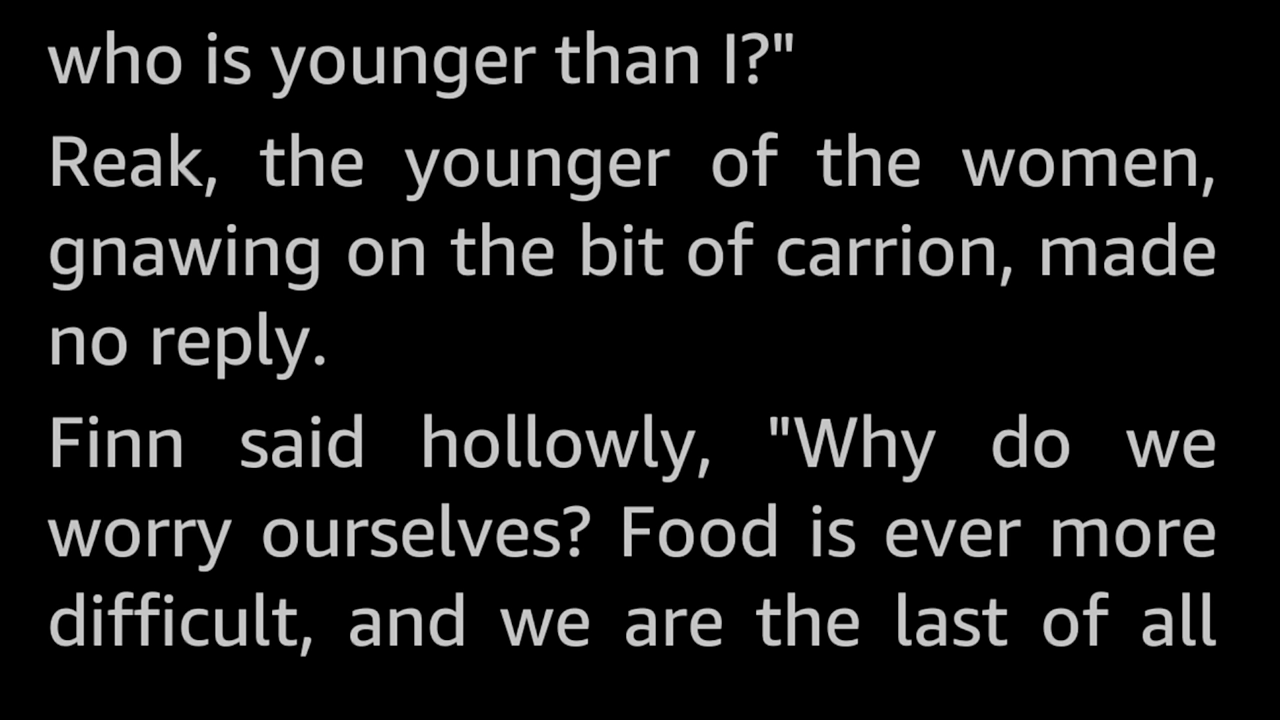 who is younger than I?"
Reak, the younger of the women,
gnawing on the bit of carrion, made
no reply.
Finn said hollowly, "Why do we
worry ourselves? Food is ever more
difficult, and we are the last of all